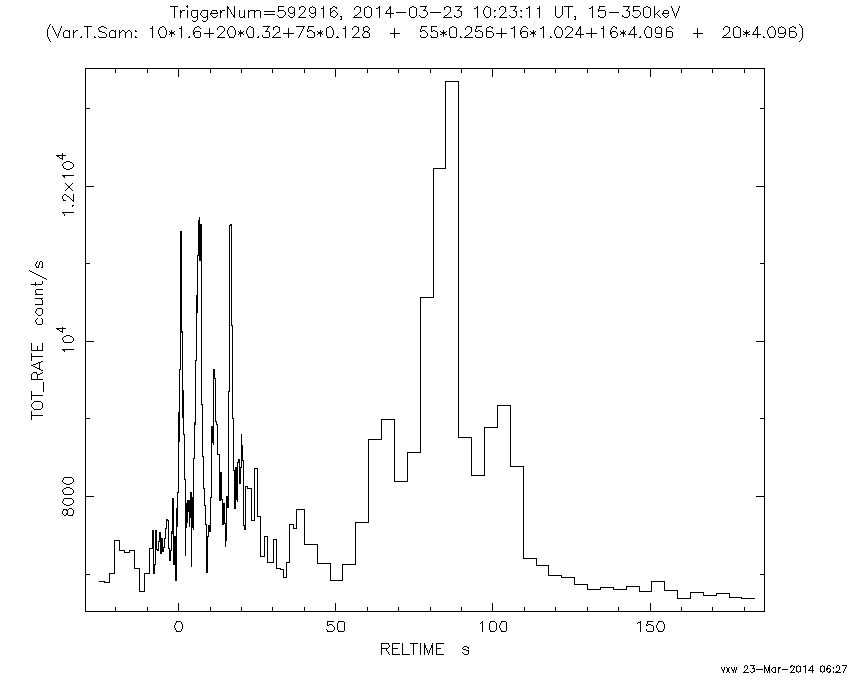 TriggerNum=592916, 2014-03-23 10:23:11 UT, 15-350keV
(Var.T.Sam: 10*1.6+20*0.32+75*0.128 + 55*0.256+16*1.024+16*4.096 + 20*4.096)
1.2×10⁴
10⁴
8000
TOT_RATE count/s
0 50 100 150
RELTIME s
vxw 23-Mar-2014 06:27